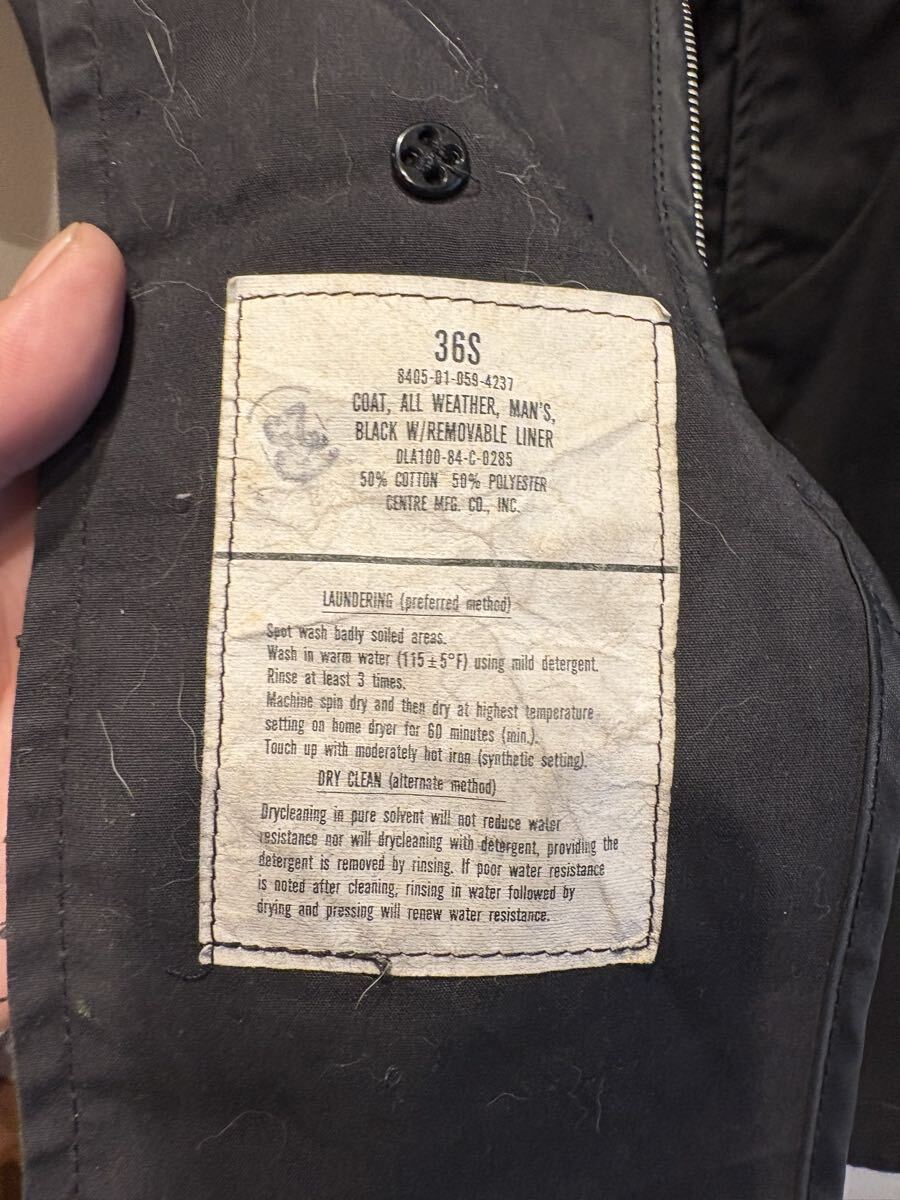 36S
8405-01-059-4237
COAT, ALL WEATHER, MAN'S,
BLACK W/REMOVABLE LINER
DLA100-84-C-0285
50% COTTON 50% POLYESTER
CENTRE MFG. CO., INC.
LAUNDERING (preferred method)
Spot wash badly soiled areas.
Wash in warm water (115±5°F) using mild detergent.
Rinse at least 3 times.
Machine spin dry and then dry at highest temperature
setting on home dryer for 60 minutes (min.).
Touch up with moderately hot iron (synthetic setting).
DRY CLEAN (alternate method)
Drycleaning in pure solvent will not reduce water
resistance nor will drycleaning with detergent, providing the
detergent is removed by rinsing. If poor water resistance
is noted after cleaning, rinsing in water followed by
drying and pressing will renew water resistance.